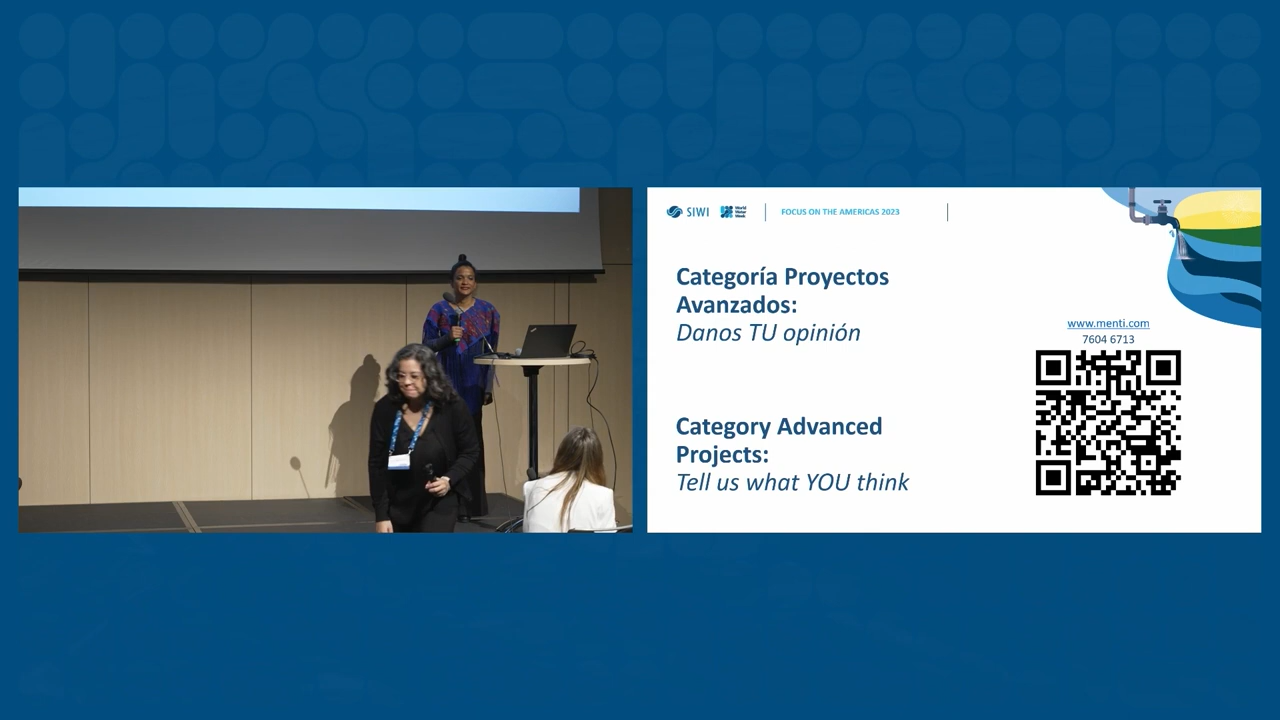 SIWI
World
Water
Week
FOCUS ON THE AMERICAS 2023
Categoría Proyectos
Avanzados:
Danos TU opinión
www.menti.com
7604 6713
Category Advanced
Projects:
Tell us what YOU think